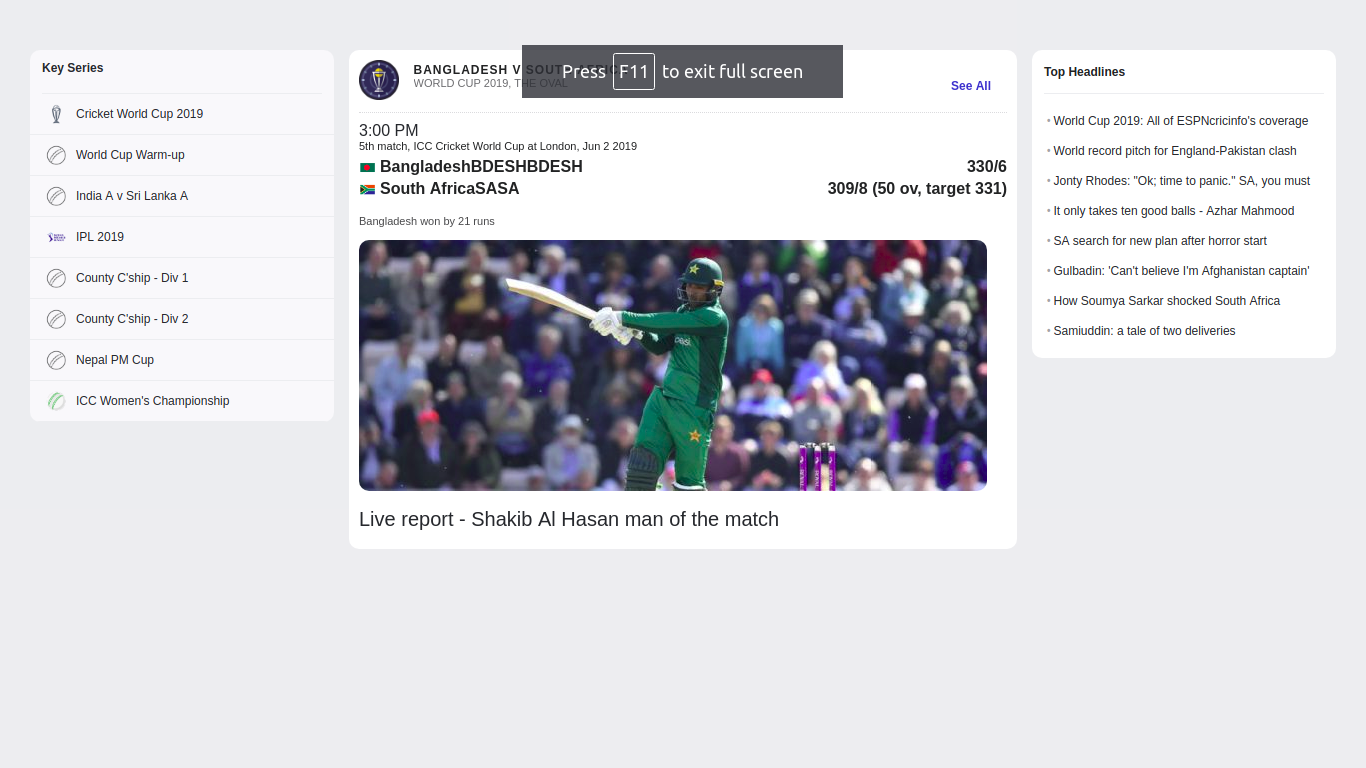 Key Series
Cricket World Cup 2019
World Cup Warm-up
India A v Sri Lanka A
IPL 2019
County C'ship - Div 1
County C'ship - Div 2
Nepal PM Cup
ICC Women's Championship
BANGLADESH V SOUTH AFRICA
WORLD CUP 2019, THE OVAL
Press F11 to exit full screen
See All
3:00 PM
5th match, ICC Cricket World Cup at London, Jun 2 2019
BangladeshBDESHBDESH 330/6
South AfricaSASA 309/8 (50 ov, target 331)
Bangladesh won by 21 runs
pepsi
Live report - Shakib Al Hasan man of the match
Top Headlines
• World Cup 2019: All of ESPNcricinfo's coverage
• World record pitch for England-Pakistan clash
• Jonty Rhodes: "Ok; time to panic." SA, you must
• It only takes ten good balls - Azhar Mahmood
• SA search for new plan after horror start
• Gulbadin: 'Can't believe I'm Afghanistan captain'
• How Soumya Sarkar shocked South Africa
• Samiuddin: a tale of two deliveries